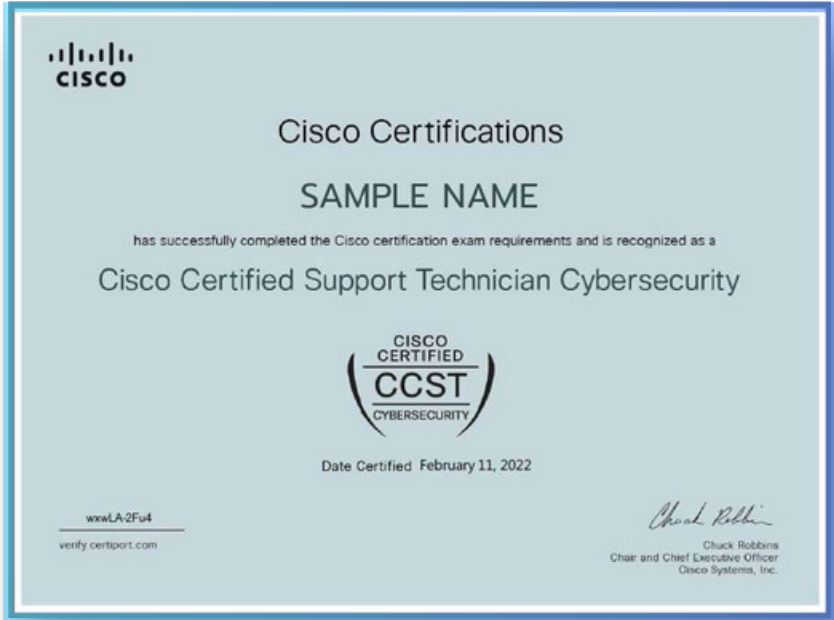 CISCO
Cisco Certifications
SAMPLE NAME
has successfully completed the Cisco certification exam requirements and is recognized as a
Cisco Certified Support Technician Cybersecurity
CISCO
CERTIFIED
CCST
CYBERSECURITY
Date Certified February 11, 2022
wxwLA-2Fu4
verify.certiport.com
Chuck Robbins
Chuck Robbins
Chair and Chief Executive Officer
Cisco Systems, Inc.